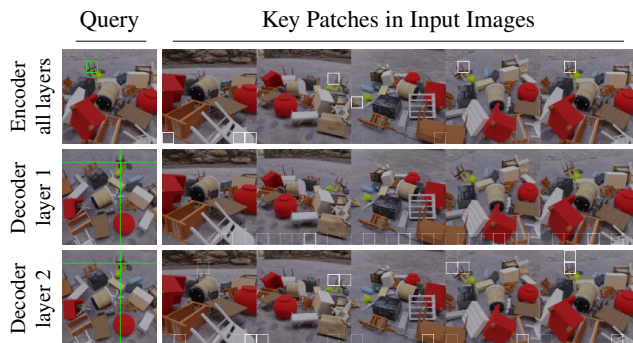 Query
Key Patches in Input Images
Encoder
all layers
Decoder
layer 1
Decoder
layer 2